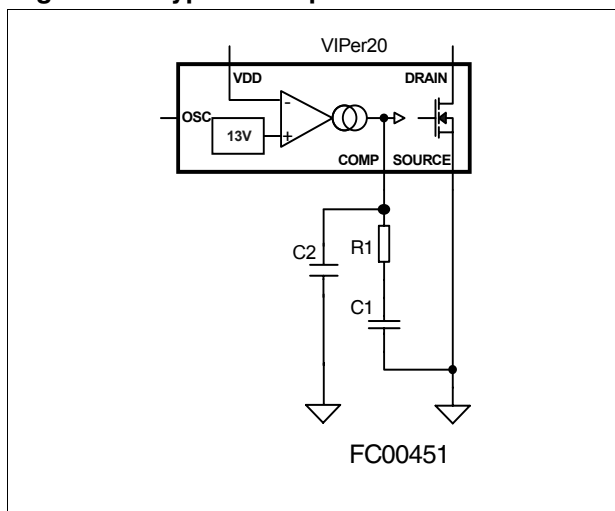 VIPer20
VDD
DRAIN
OSC
-
13V
+
COMP
SOURCE
C2
R1
C1
FC00451